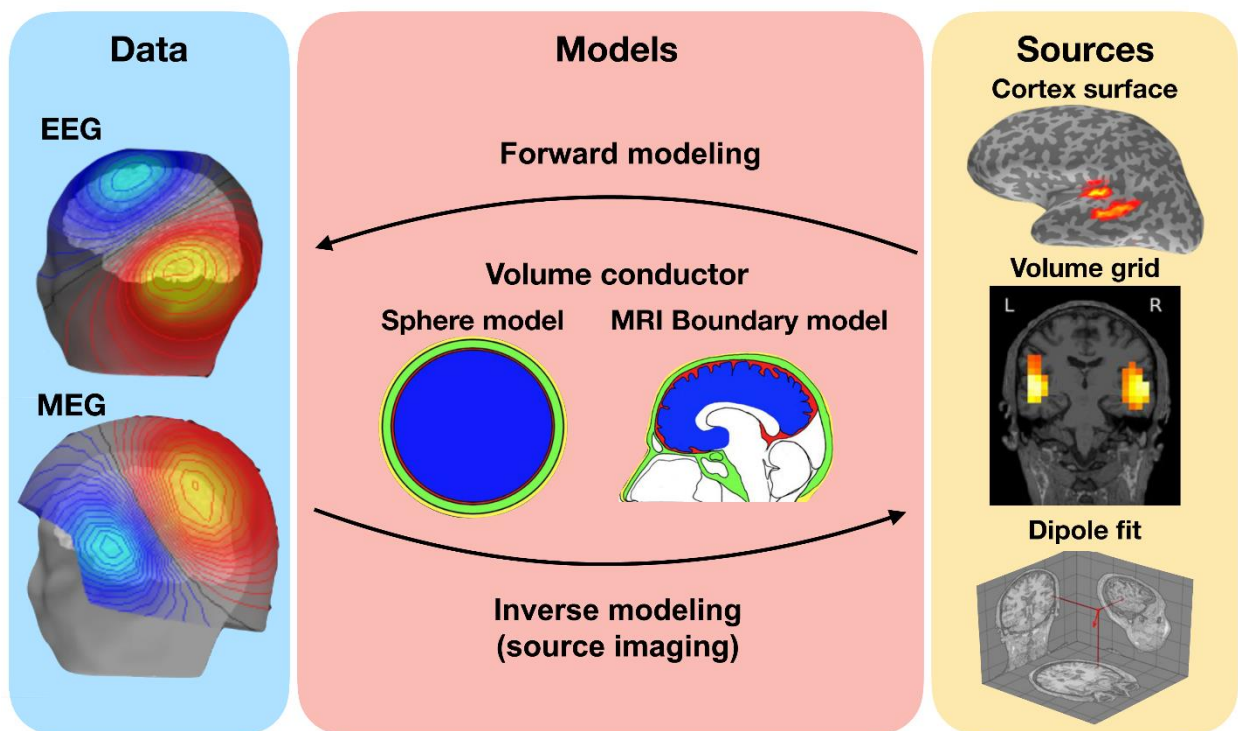 Data
EEG
MEG
Models
Forward modeling
Volume conductor
Sphere model
MRI Boundary model
Inverse modeling
(source imaging)
Sources
Cortex surface
Volume grid
L
R
Dipole fit